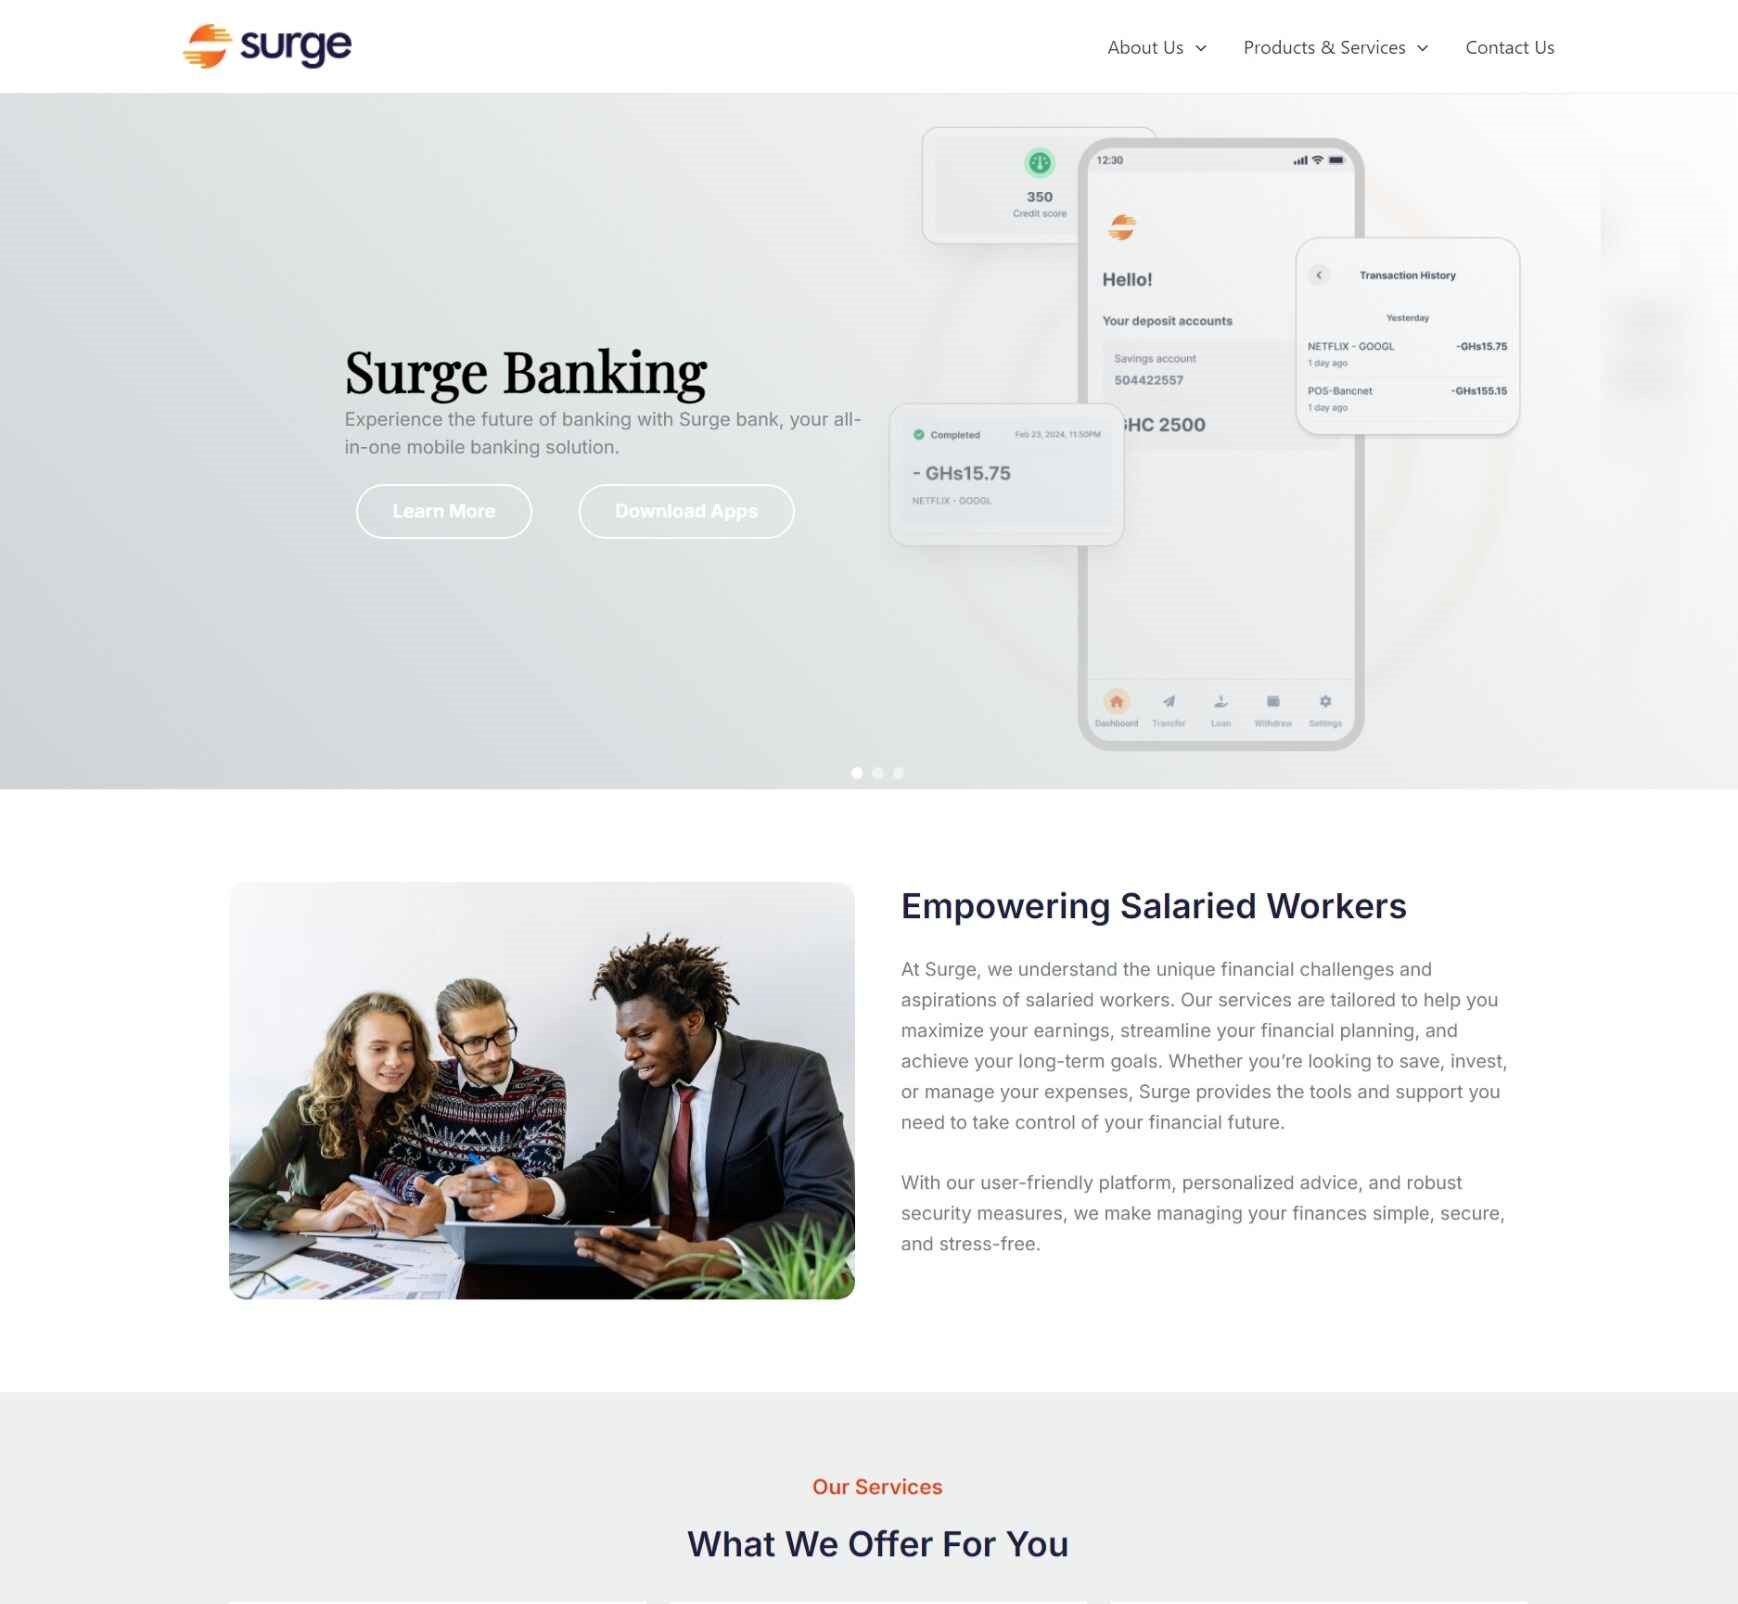 surge
About Us
Products & Services
Contact Us
350
Credit score
12:30
Hello!
Your deposit accounts
Savings account
504422557
GHC 2500
Transaction History
Yesterday
NETFLIX - GOOGL
-GHs15.75
1 day ago
POS-Bancnet
-GHs155.15
1 day ago
Completed
Feb 23, 2024, 11:50PM
- GHs15.75
NETFLIX - GOOGL
Dashboard
Transfer
Loan
Withdraw
Settings
Surge Banking
Experience the future of banking with Surge bank, your all-
in-one mobile banking solution.
Learn More
Download Apps
Empowering Salaried Workers
At Surge, we understand the unique financial challenges and
aspirations of salaried workers. Our services are tailored to help you
maximize your earnings, streamline your financial planning, and
achieve your long-term goals. Whether you’re looking to save, invest,
or manage your expenses, Surge provides the tools and support you
need to take control of your financial future.
With our user-friendly platform, personalized advice, and robust
security measures, we make managing your finances simple, secure,
and stress-free.
Our Services
What We Offer For You